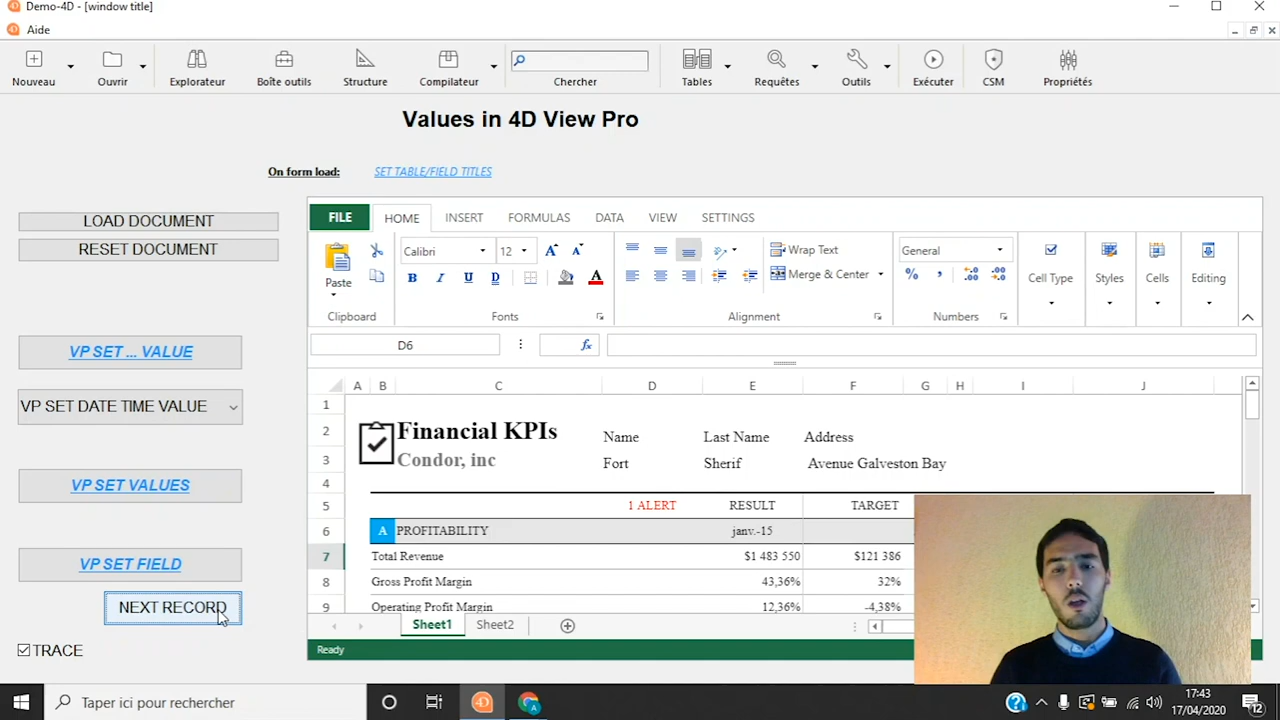 Demo-4D - [window title]
Aide
Nouveau
Ouvrir
Explorateur
Boîte outils
Structure
Compilateur
Chercher
Tables
Requêtes
Outils
Exécuter
CSM
Propriétés
Values in 4D View Pro
On form load: SET TABLE/FIELD TITLES
LOAD DOCUMENT
RESET DOCUMENT
VP SET ... VALUE
VP SET DATE TIME VALUE
VP SET VALUES
VP SET FIELD
NEXT RECORD
TRACE
FILE HOME INSERT FORMULAS DATA VIEW SETTINGS
Paste
Clipboard
Calibri 12
B I U D
Fonts
Wrap Text
Merge & Center
Alignment
General
Numbers
Cell Type
Styles
Cells
Editing
D6 fx
A B C D E F G H I J
1
2 Financial KPIs Name Last Name Address
3 Condor, inc Fort Sherif Avenue Galveston Bay
4
5 1 ALERT RESULT TARGET
6 A PROFITABILITY janv.-15
7 Total Revenue $1 483 550 $121 386
8 Gross Profit Margin 43,36% 32%
9 Operating Profit Margin 12,36% -4,38%
Sheet1 Sheet2
Ready
Taper ici pour rechercher
17:43
17/04/2020
12